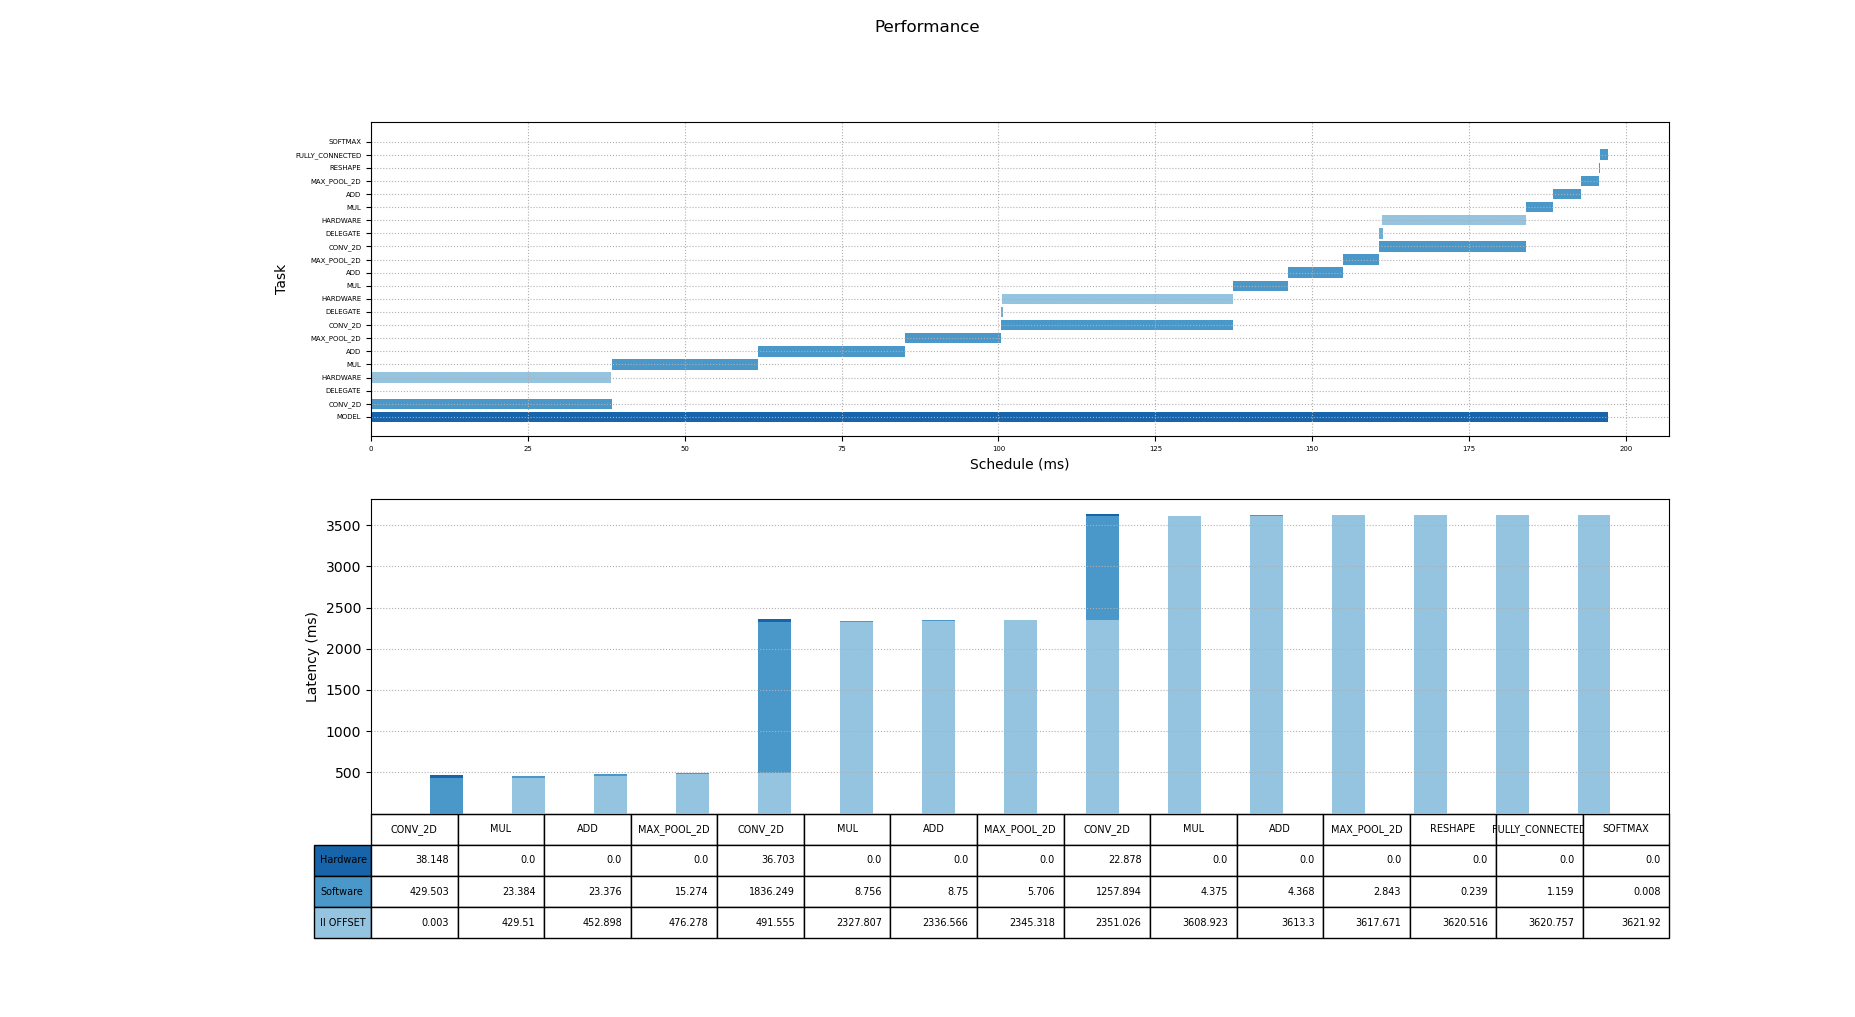 Performance
SOFTMAX
FULLY_CONNECTED
RESHAPE
MAX_POOL_2D
ADD
MUL
HARDWARE
DELEGATE
CONV_2D
MAX_POOL_2D
ADD
MUL
HARDWARE
DELEGATE
CONV_2D
MAX_POOL_2D
ADD
MUL
HARDWARE
DELEGATE
CONV_2D
MODEL
Task
0 25 50 75 100 125 150 175 200
Schedule (ms)
3500
3000
2500
2000
1500
1000
500
Latency (ms)
CONV_2D MUL ADD MAX_POOL_2D CONV_2D MUL ADD MAX_POOL_2D CONV_2D MUL ADD MAX_POOL_2D RESHAPE FULLY_CONNECTED SOFTMAX
Hardware 38.148 0.0 0.0 0.0 36.703 0.0 0.0 0.0 22.878 0.0 0.0 0.0 0.0 0.0 0.0
Software 429.503 23.384 23.376 15.274 1836.249 8.756 8.75 5.706 1257.894 4.375 4.368 2.843 0.239 1.159 0.008
II OFFSET 0.003 429.51 452.898 476.278 491.555 2327.807 2336.566 2345.318 2351.026 3608.923 3613.3 3617.671 3620.516 3620.757 3621.92